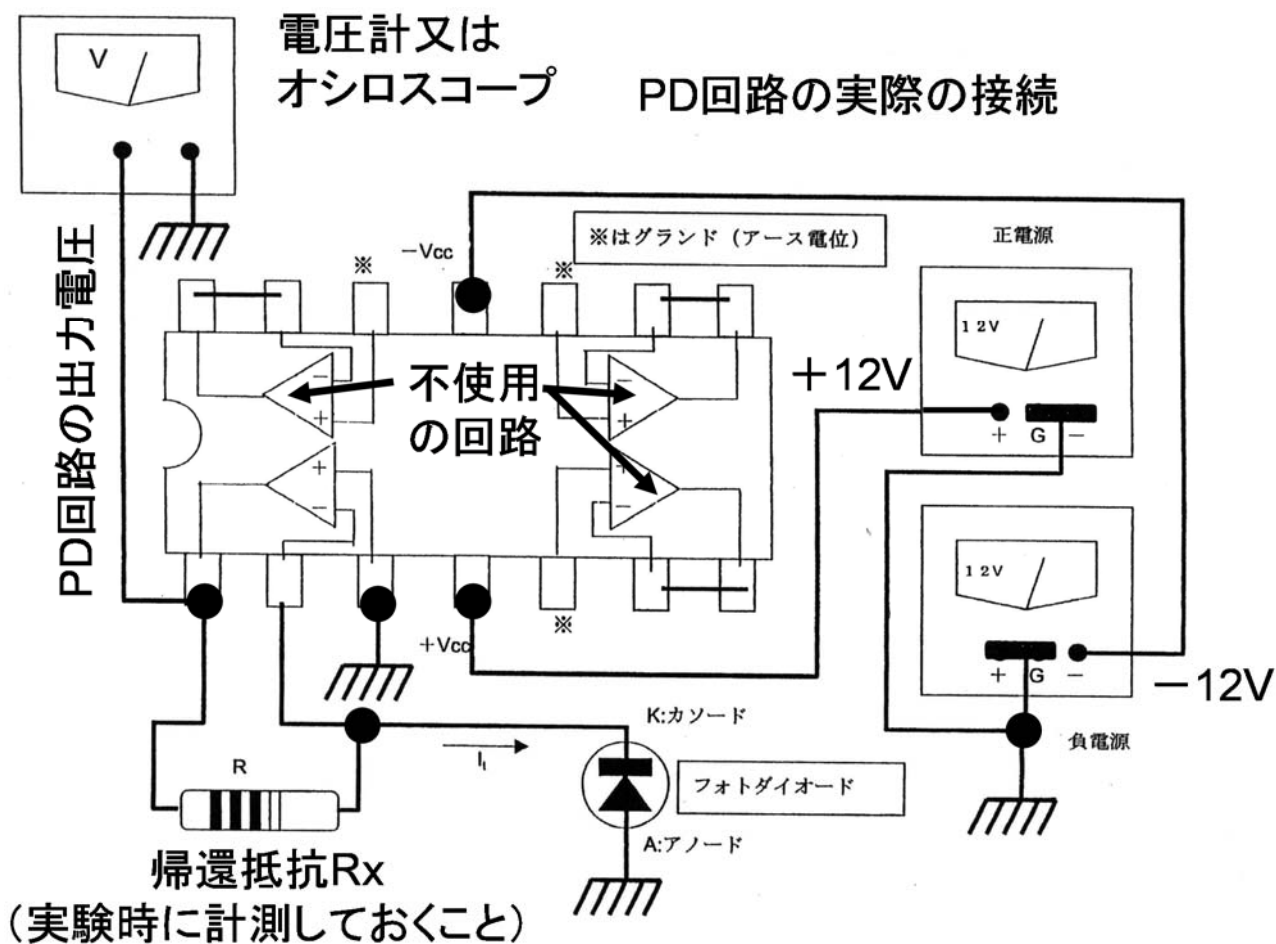 電圧計又は
オシロスコープ
PD回路の実際の接続
V
PD回路の出力電圧
※はグランド（アース電位）
正電源
※
－Vcc
※
12V
不使用
の回路
＋12V
－
＋
－
＋
＋
－
＋
－
＋ G －
12V
＋ G －
－12V
負電源
＋Vcc
※
K:カソード
I₁
フォトダイオード
A:アノード
R
帰還抵抗Rx
（実験時に計測しておくこと）